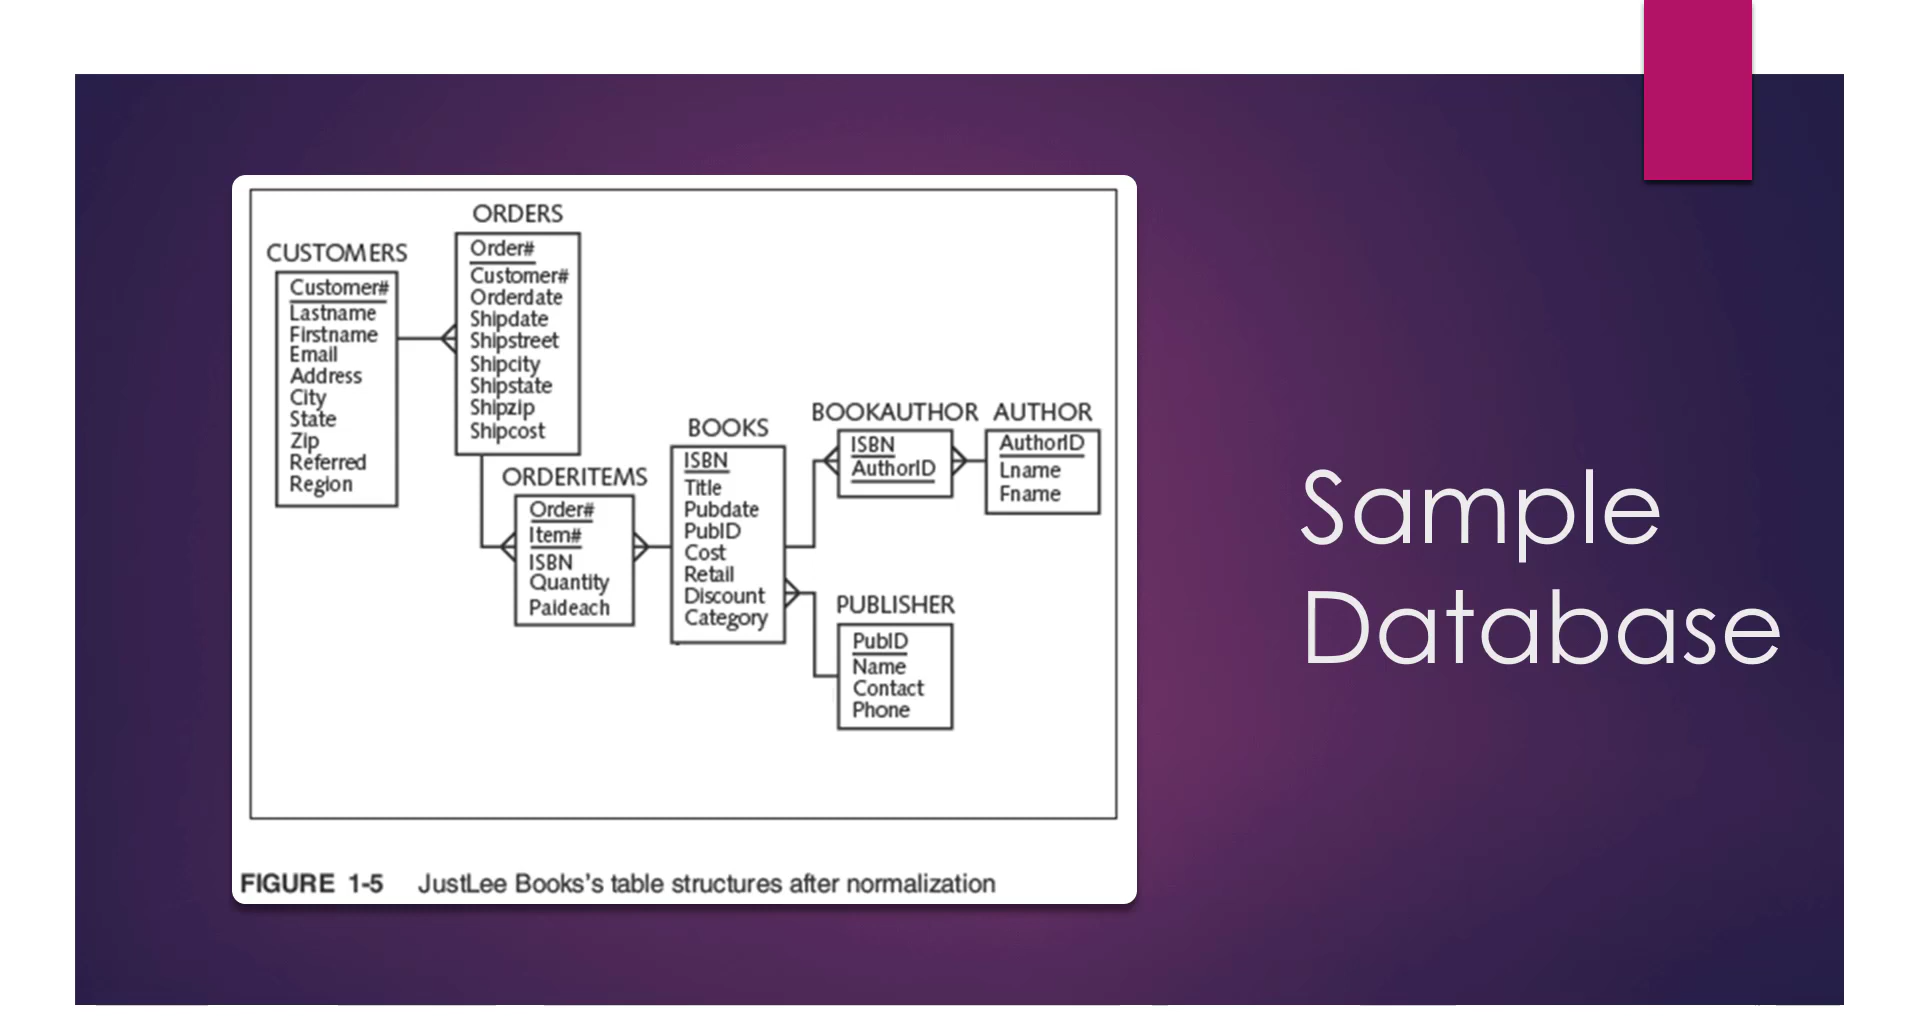 CUSTOMERS
Customer#
Lastname
Firstname
Email
Address
City
State
Zip
Referred
Region
ORDERS
Order#
Customer#
Orderdate
Shipdate
Shipstreet
Shipcity
Shipstate
Shipzip
Shipcost
ORDERITEMS
Order#
Item#
ISBN
Quantity
Paideach
BOOKS
ISBN
Title
Pubdate
PubID
Cost
Retail
Discount
Category
BOOKAUTHOR
ISBN
AuthorID
AUTHOR
AuthorID
Lname
Fname
PUBLISHER
PubID
Name
Contact
Phone
FIGURE 1-5 JustLee Books's table structures after normalization
Sample
Database